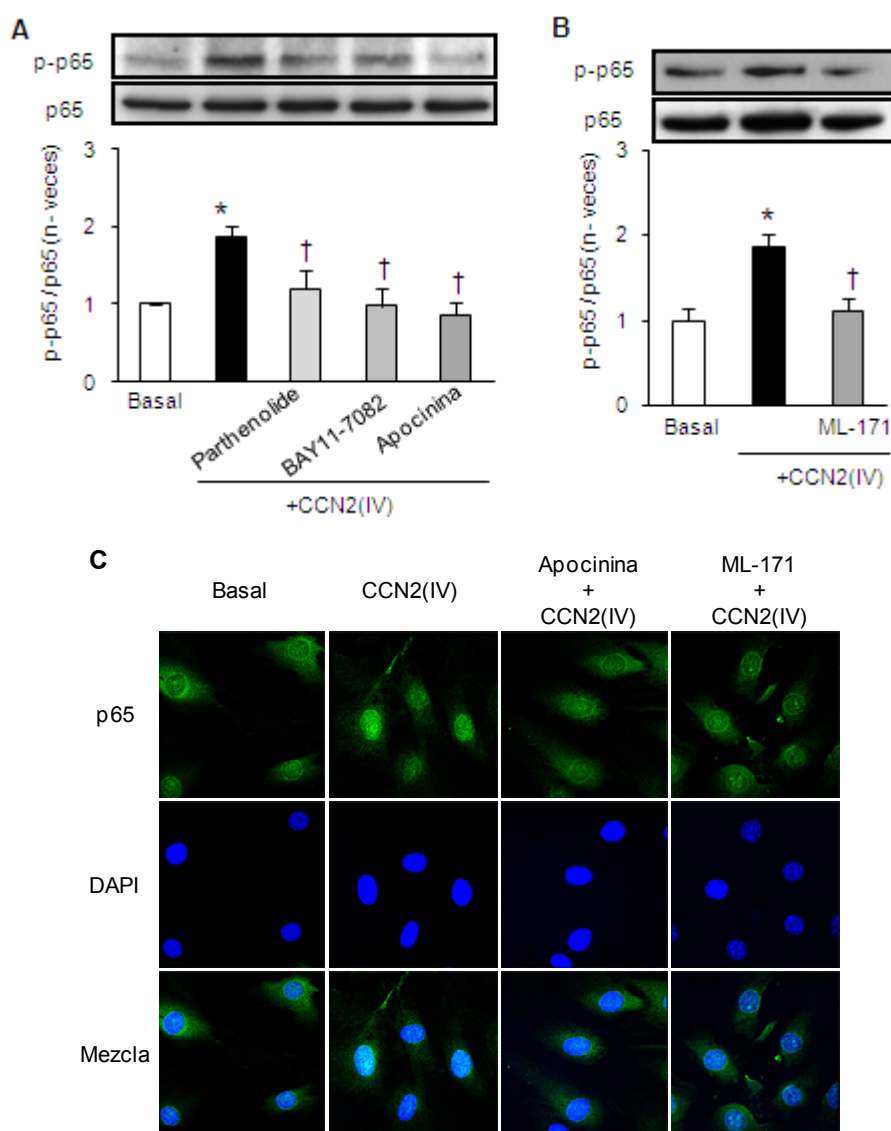 A
p-p65
p65
p-p65/p65 (n- veces)
3
2
1
0
*
†
†
†
Basal
Parthenolide
BAY11-7082
Apocinina
+CCN2(IV)
B
p-p65
p65
p-p65/p65 (n- veces)
3
2
1
0
*
†
Basal
ML-171
+CCN2(IV)
C
Basal
CCN2(IV)
Apocinina
+
CCN2(IV)
ML-171
+
CCN2(IV)
p65
DAPI
Mezcla